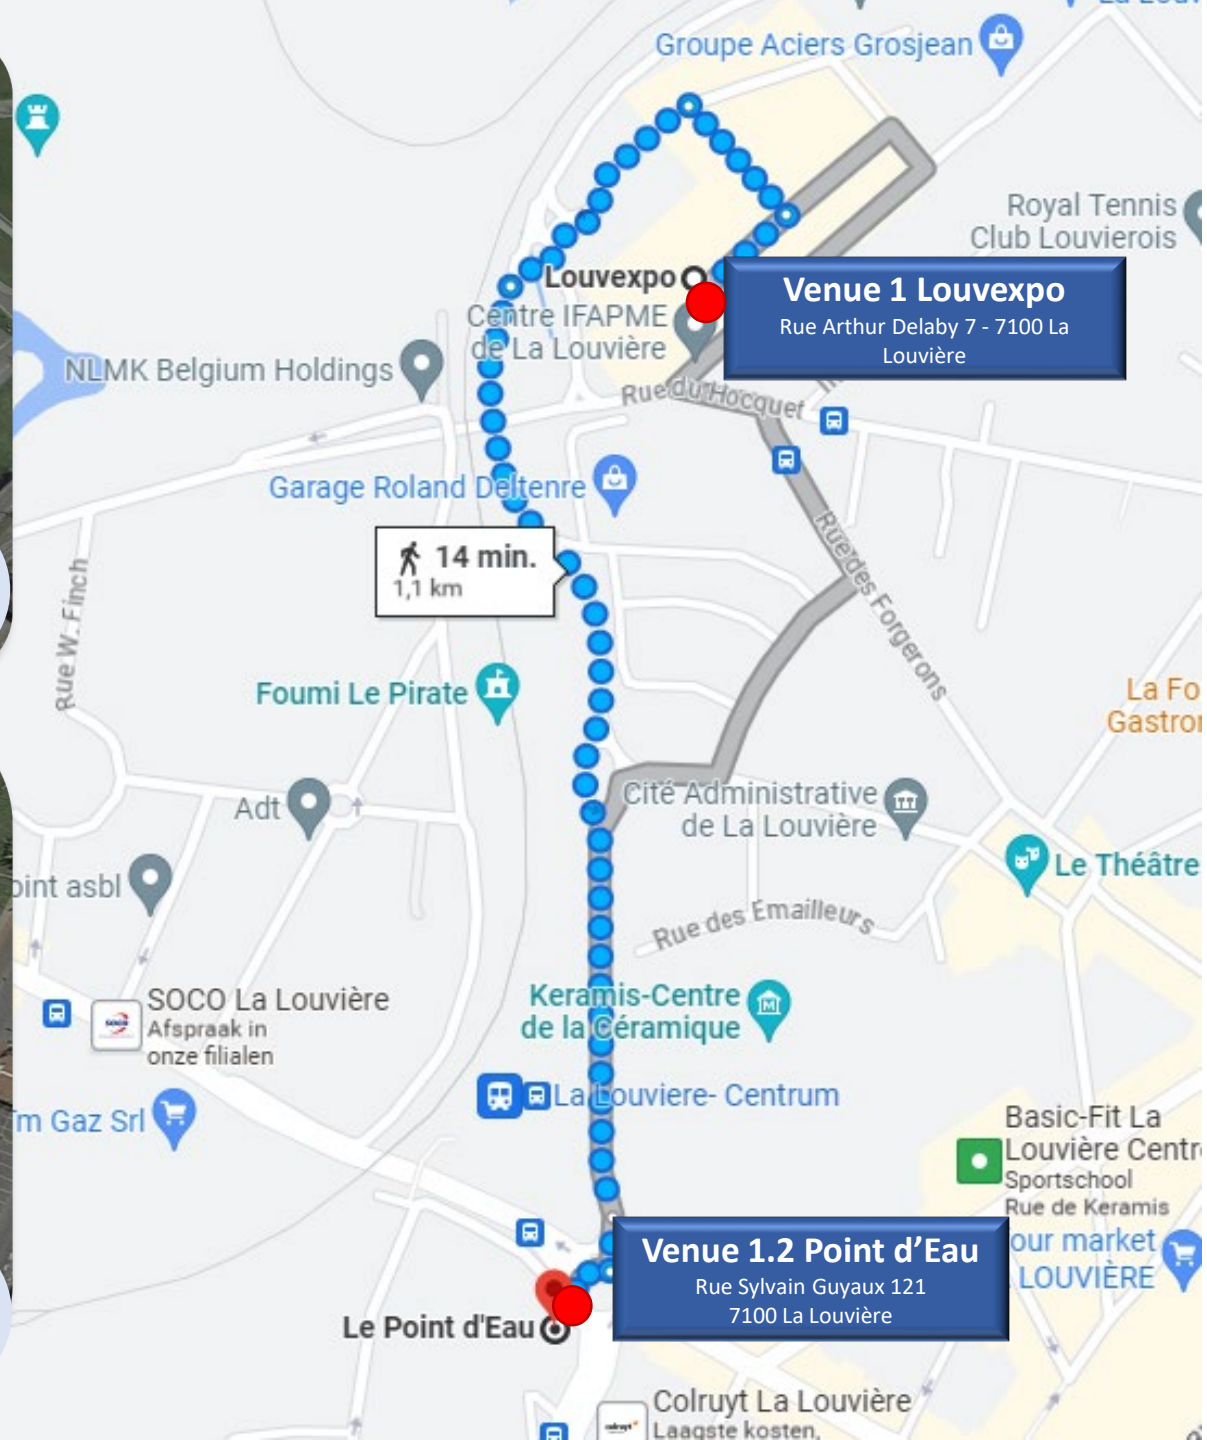 Groupe Aciers Grosjean
Royal Tennis
Club Louvierois
Louvexpo
Venue 1 Louvexpo
Rue Arthur Delaby 7 - 7100 La
Louvière
Centre IFAPME
de La Louvière
NLMK Belgium Holdings
Rue du Hocquet
Garage Roland Deltenre
14 min.
1,1 km
Rue des Forgerons
Rue W. Finch
Foumi Le Pirate
La Fo
Gastror
Adt
Cité Administrative
de La Louvière
Le Théâtre
oint asbl
Rue des Emailleurs
SOCO La Louvière
Afspraak in
onze filialen
Keramis-Centre
de la Céramique
La Louviere- Centrum
m Gaz Srl
Basic-Fit La
Louvière Centr
Sportschool
Rue de Keramis
our market
LOUVIÈRE
Venue 1.2 Point d’Eau
Rue Sylvain Guyaux 121
7100 La Louvière
Le Point d'Eau
Colruyt La Louvière
Laagste kosten,